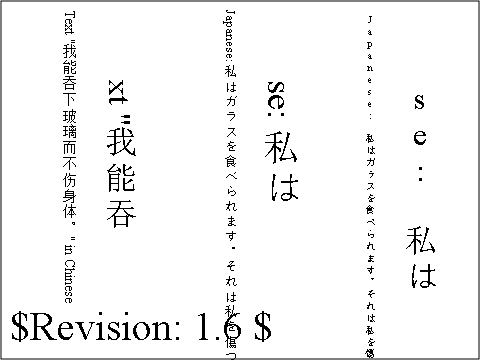 Text "我能吞下玻璃而不伤身体。" in Chinese
xt "我能吞
Japanese: 私はガラスを食べられます。それは私を傷つ
se: 私は
Japanese: 私はガラスを食べられます。それは私を傷
se: 私は
$Revision: 1.6 $